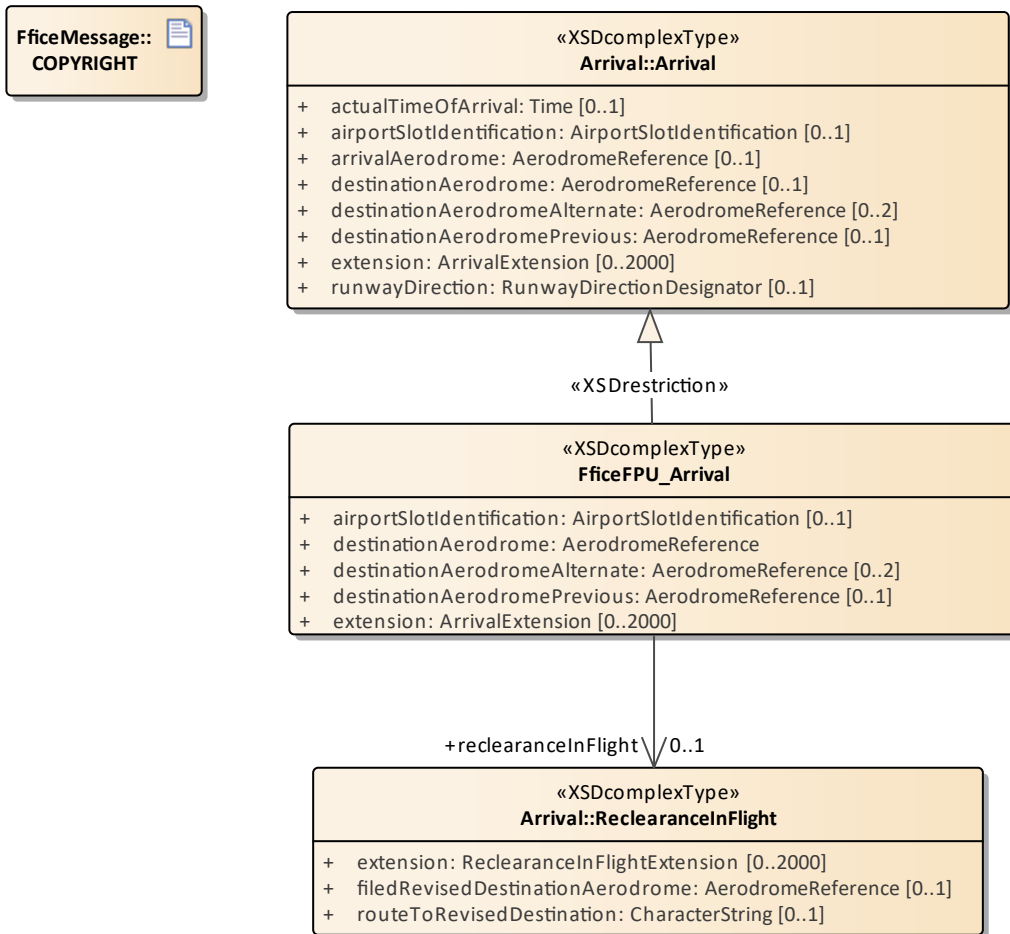 FficeMessage::
COPYRIGHT
«XSDcomplexType»
Arrival::Arrival
+ actualTimeOfArrival: Time [0..1]
+ airportSlotIdentification: AirportSlotIdentification [0..1]
+ arrivalAerodrome: AerodromeReference [0..1]
+ destinationAerodrome: AerodromeReference [0..1]
+ destinationAerodromeAlternate: AerodromeReference [0..2]
+ destinationAerodromePrevious: AerodromeReference [0..1]
+ extension: ArrivalExtension [0..2000]
+ runwayDirection: RunwayDirectionDesignator [0..1]
«XSDrestriction»
«XSDcomplexType»
FficeFPU_Arrival
+ airportSlotIdentification: AirportSlotIdentification [0..1]
+ destinationAerodrome: AerodromeReference
+ destinationAerodromeAlternate: AerodromeReference [0..2]
+ destinationAerodromePrevious: AerodromeReference [0..1]
+ extension: ArrivalExtension [0..2000]
+reclearanceInFlight 0..1
«XSDcomplexType»
Arrival::ReclearanceInFlight
+ extension: ReclearanceInFlightExtension [0..2000]
+ filedRevisedDestinationAerodrome: AerodromeReference [0..1]
+ routeToRevisedDestination: CharacterString [0..1]